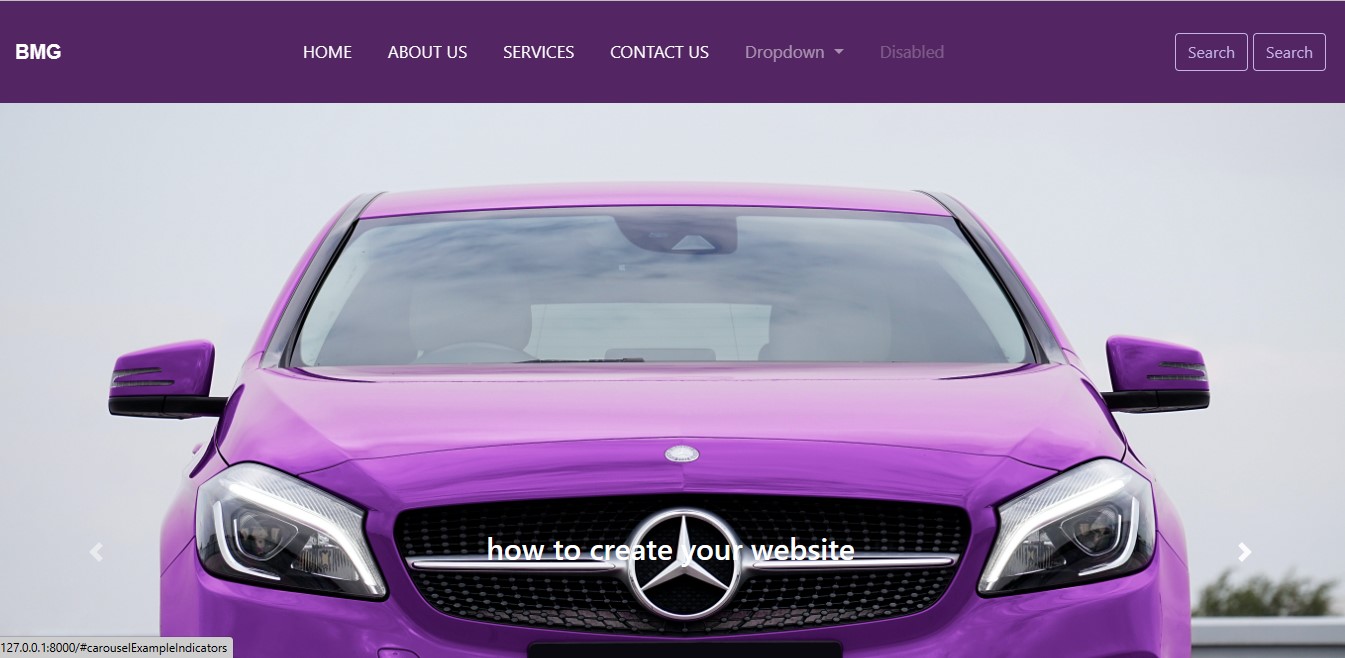 BMG HOME ABOUT US SERVICES CONTACT US Dropdown Disabled Search Search
how to create your website
127.0.0.1:8000/#carouselExampleIndicators